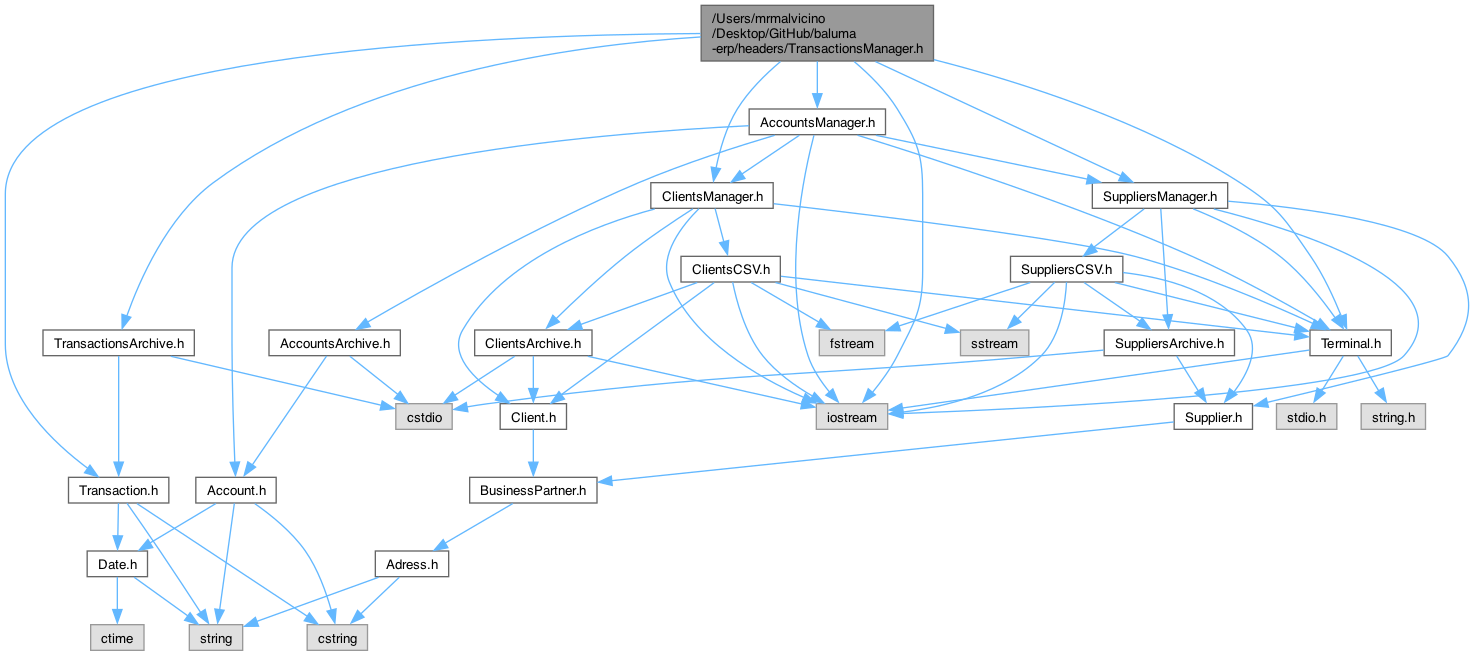 /Users/mrmalvicino
/Desktop/GitHub/baluma
-erp/headers/TransactionsManager.h
AccountsManager.h
ClientsManager.h
SuppliersManager.h
ClientsCSV.h
SuppliersCSV.h
TransactionsArchive.h
AccountsArchive.h
ClientsArchive.h
fstream
sstream
SuppliersArchive.h
Terminal.h
cstdio
Client.h
iostream
Supplier.h
stdio.h
string.h
Transaction.h
Account.h
BusinessPartner.h
Date.h
Adress.h
ctime
string
cstring